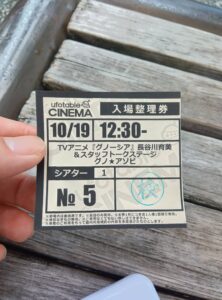 ufotable
CINEMA
入場整理券
10/19 12:30-
TVアニメ『グノーシア』長谷川育美
&スタッフトークステージ
グノ★アソビ
シアター 1
№ 5